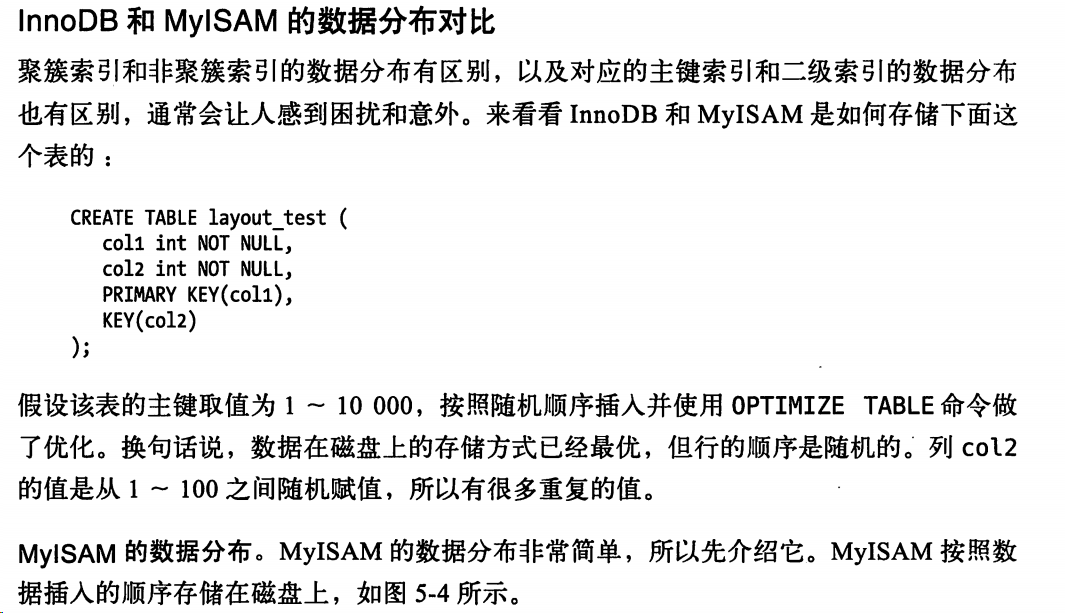 InnoDB 和 MyISAM 的数据分布对比
聚簇索引和非聚簇索引的数据分布有区别，以及对应的主键索引和二级索引的数据分布
也有区别，通常会让人感到困扰和意外。来看看 InnoDB 和 MyISAM 是如何存储下面这
个表的：
CREATE TABLE layout_test (
col1 int NOT NULL,
col2 int NOT NULL,
PRIMARY KEY(col1),
KEY(col2)
);
假设该表的主键取值为 1 ~ 10 000，按照随机顺序插入并使用 OPTIMIZE TABLE 命令做
了优化。换句话说，数据在磁盘上的存储方式已经最优，但行的顺序是随机的。列 col2
的值是从 1 ~ 100 之间随机赋值，所以有很多重复的值。
MyISAM 的数据分布。MyISAM 的数据分布非常简单，所以先介绍它。MyISAM 按照数
据插入的顺序存储在磁盘上，如图 5-4 所示。